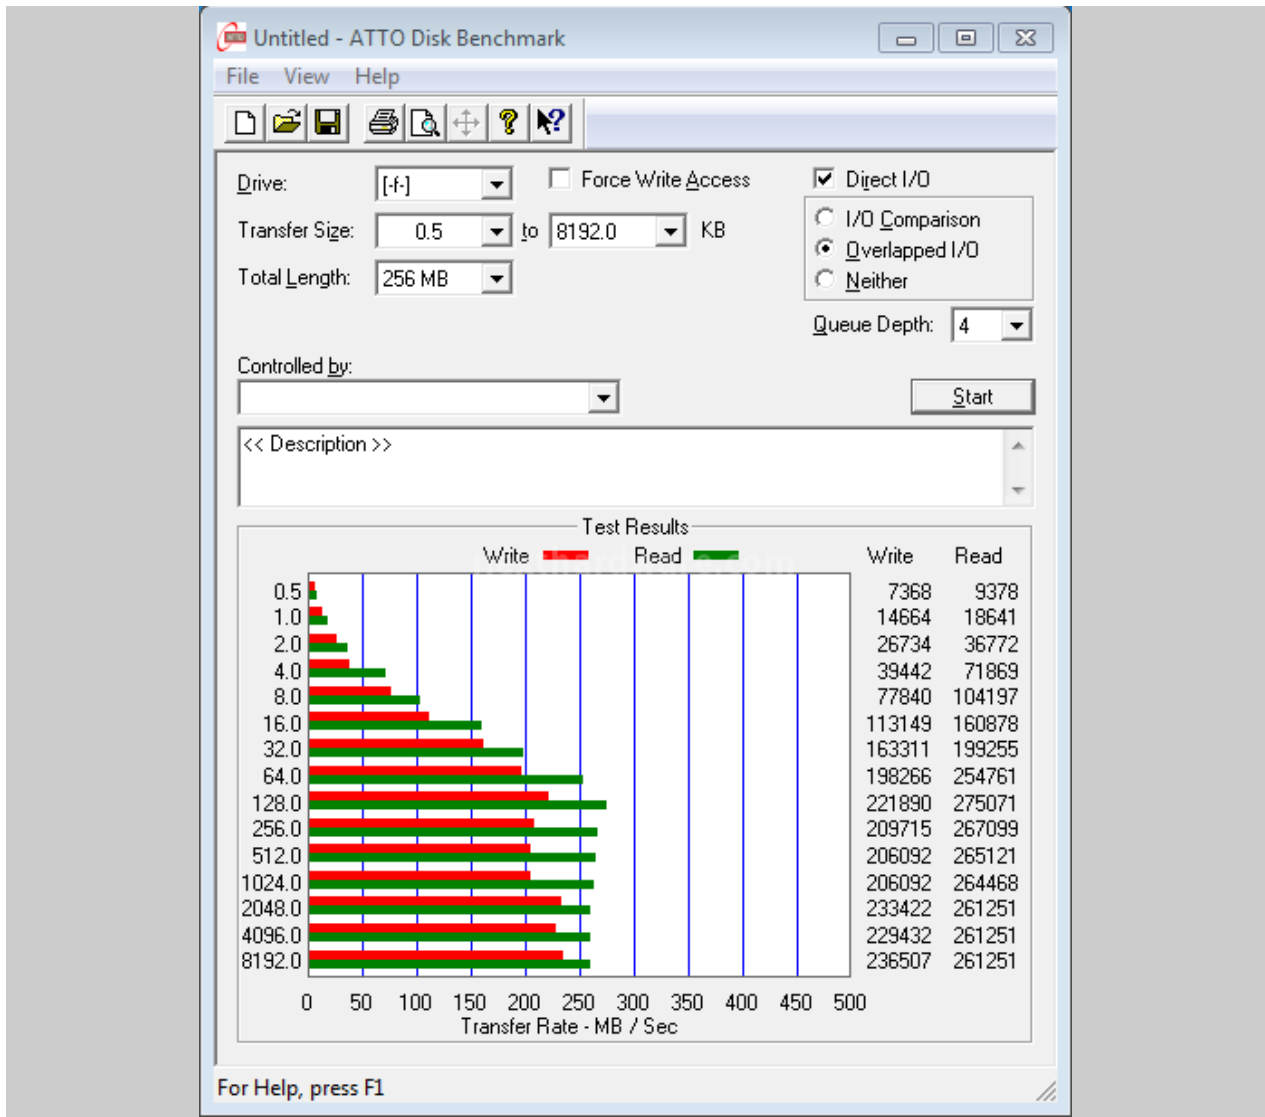 Untitled - ATTO Disk Benchmark
File View Help
Drive: [-f-] Force Write Access Direct I/O
Transfer Size: 0.5 to 8192.0 KB
I/O Comparison
Overlapped I/O
Total Length: 256 MB
Neither
Queue Depth: 4
Controlled by:
Start
<< Description >>
Test Results
Write Read Write Read
0.5 7368 9378
1.0 14664 18641
2.0 26734 36772
4.0 39442 71869
8.0 77840 104197
16.0 113149 160878
32.0 163311 199255
64.0 198266 254761
128.0 221890 275071
256.0 209715 267099
512.0 206092 265121
1024.0 206092 264468
2048.0 233422 261251
4096.0 229432 261251
8192.0 236507 261251
0 50 100 150 200 250 300 350 400 450 500
Transfer Rate - MB / Sec
For Help, press F1